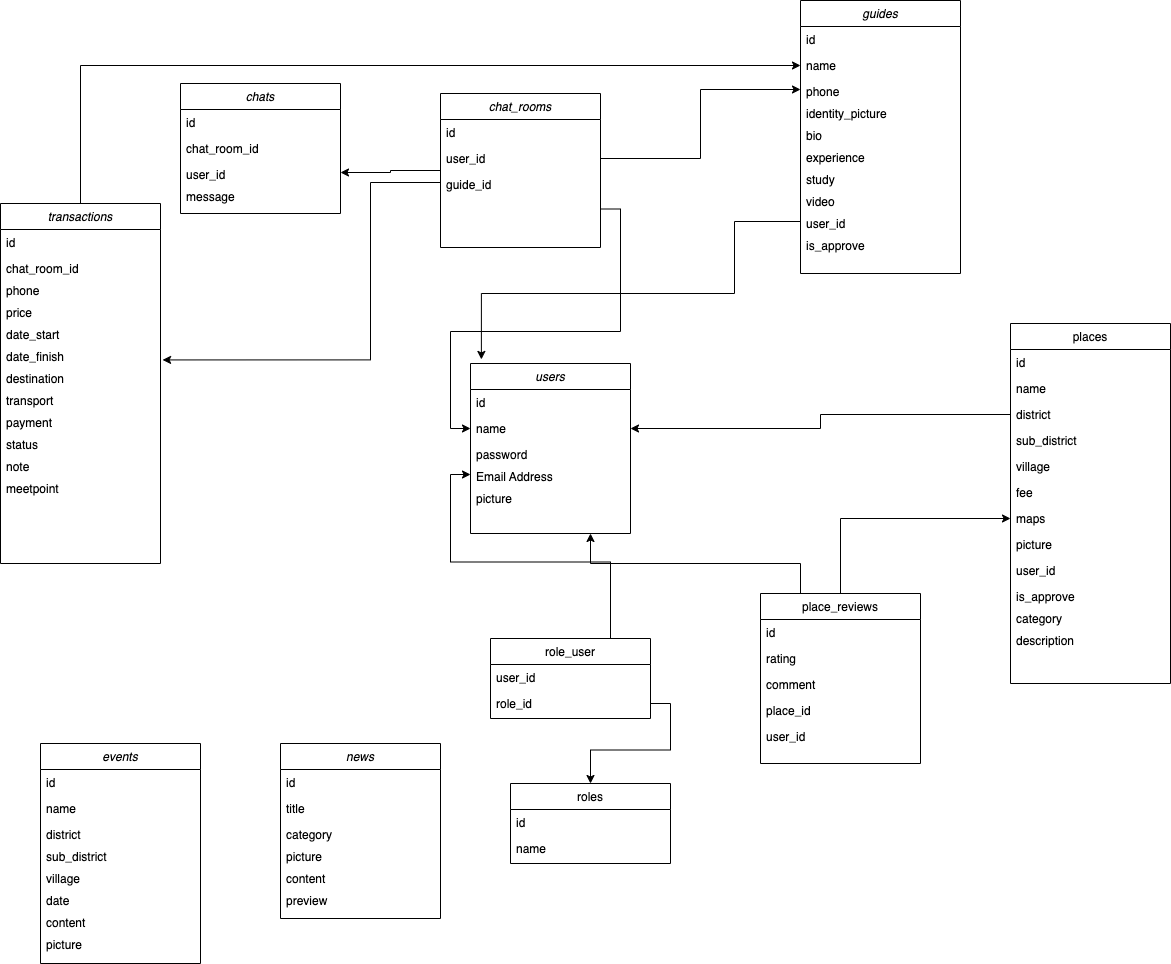 guides
id
name
phone
identity_picture
bio
experience
study
video
user_id
is_approve
chats
id
chat_room_id
user_id
message
chat_rooms
id
user_id
guide_id
transactions
id
chat_room_id
phone
price
date_start
date_finish
destination
transport
payment
status
note
meetpoint
users
id
name
password
Email Address
picture
places
id
name
district
sub_district
village
fee
maps
picture
user_id
is_approve
category
description
place_reviews
id
rating
comment
place_id
user_id
role_user
user_id
role_id
roles
id
name
events
id
name
district
sub_district
village
date
content
picture
news
id
title
category
picture
content
preview